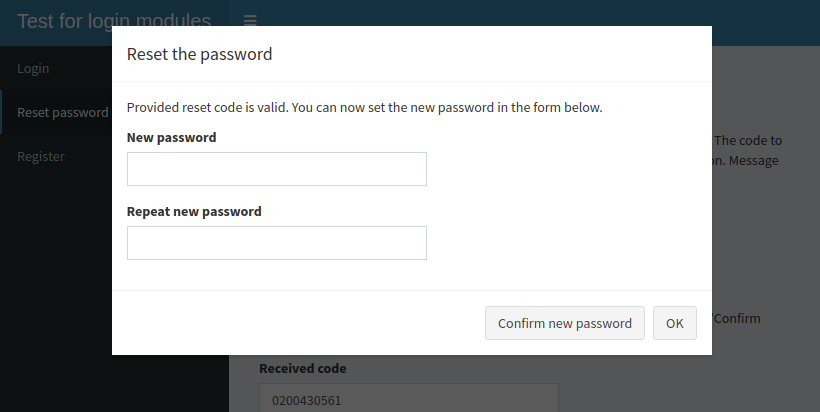 Test for login modules
Login
Reset password
Register
Reset the password
Provided reset code is valid. You can now set the new password in the form below.
New password
Repeat new password
Confirm new password
OK
The code to
on. Message
"Confirm
Received code
0200430561